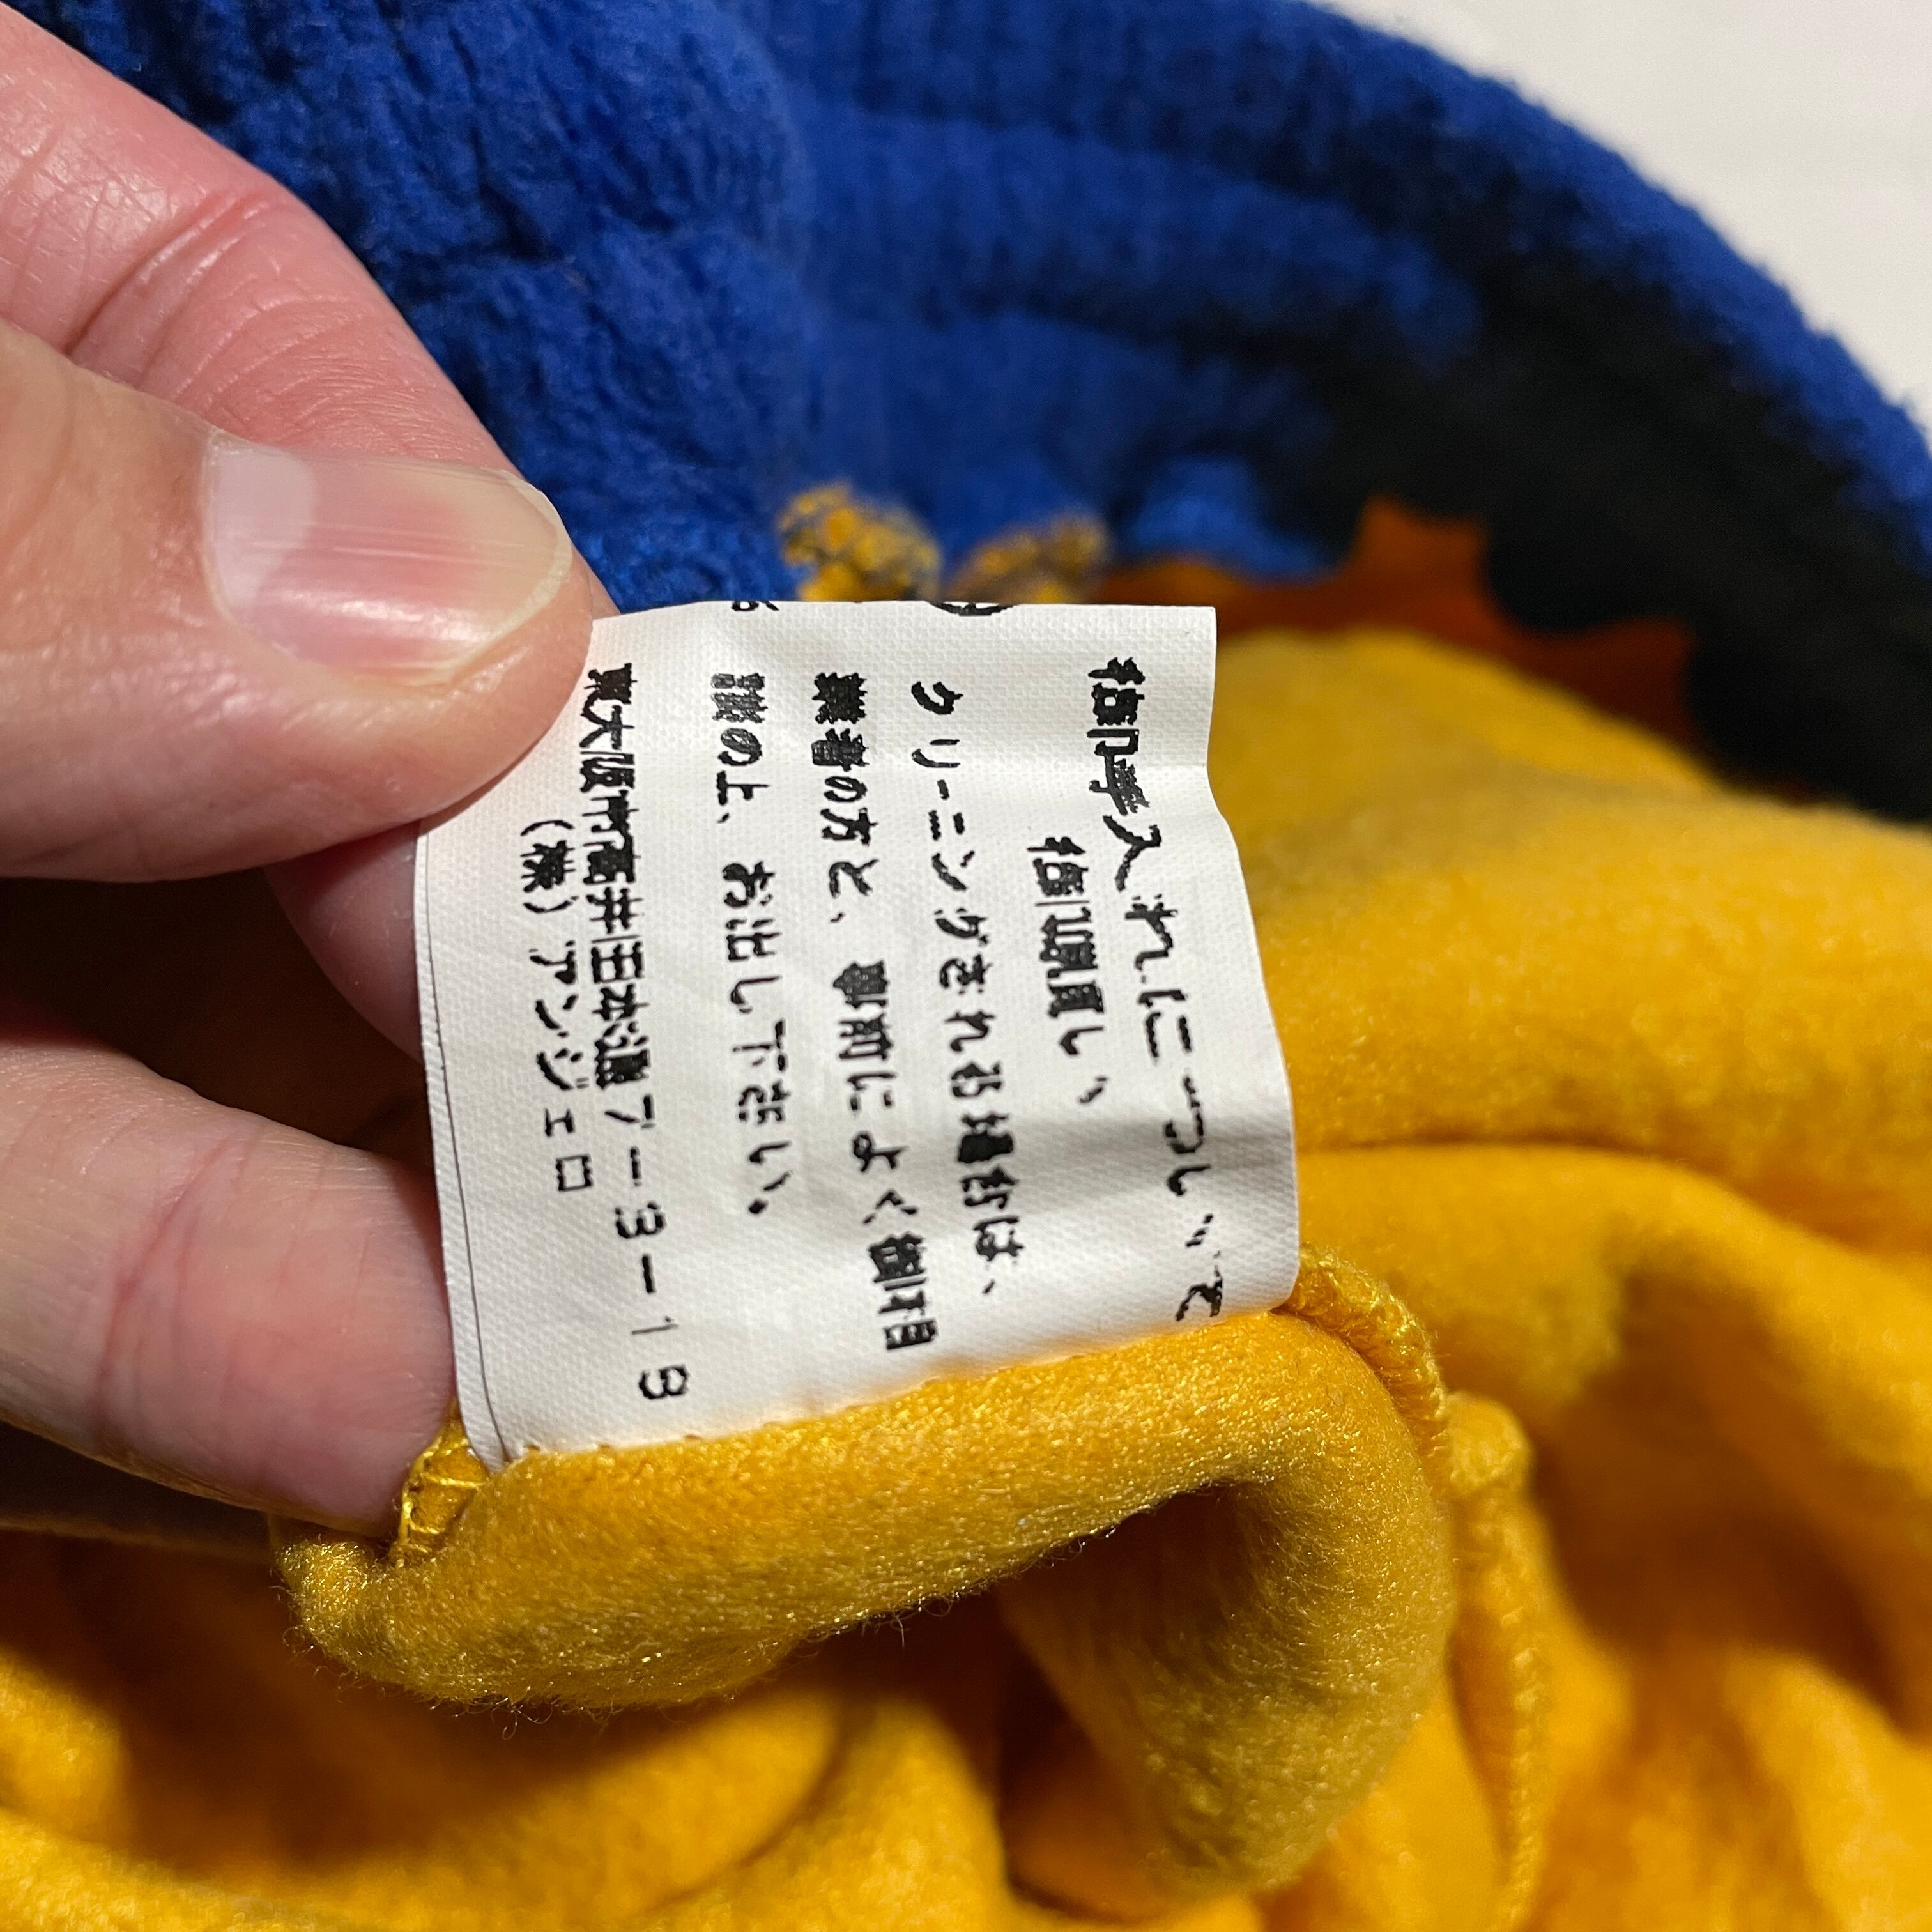 御手入れについて
御願い
クリーニングされる場合は、
業者の方と、事前によく御相
談の上、お出し下さい。
東大阪市高井田本通7-3-19
(株)アンジェロ